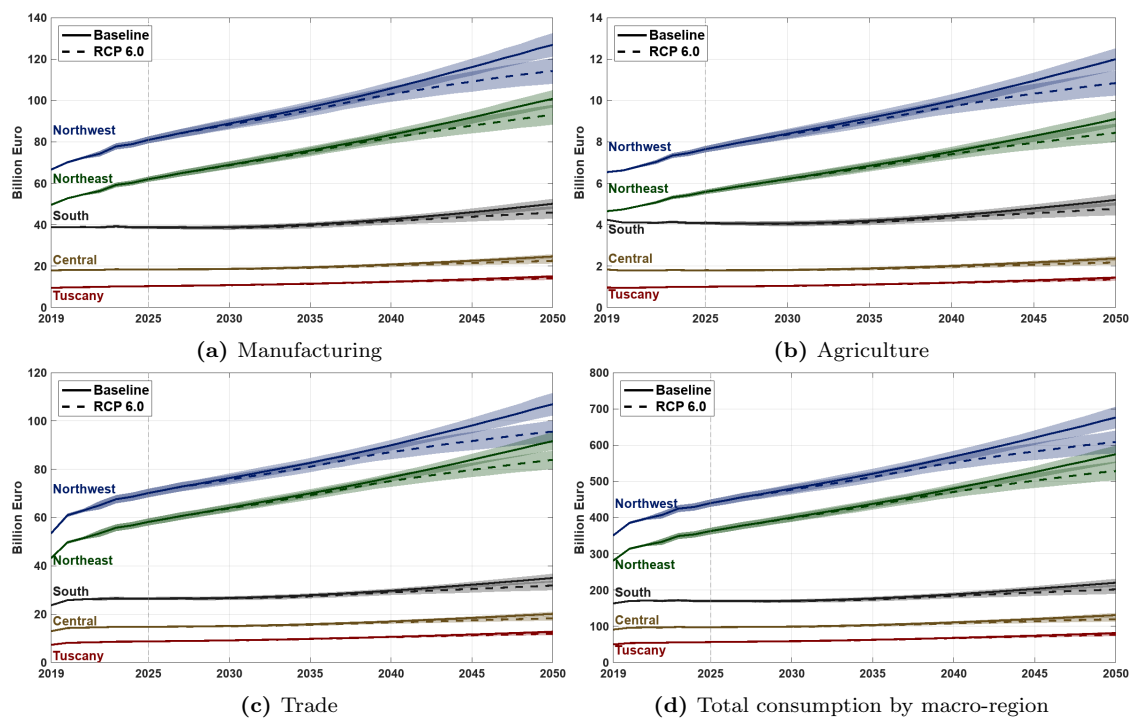 140
120
100
80
60
40
20
0
Billion Euro
Baseline
RCP 6.0
Northwest
Northeast
South
Central
Tuscany
2019 2025 2030 2035 2040 2045 2050
(a) Manufacturing
14
12
10
8
6
4
2
0
Billion Euro
Baseline
RCP 6.0
Northwest
Northeast
South
Central
Tuscany
2019 2025 2030 2035 2040 2045 2050
(b) Agriculture
120
100
80
60
40
20
0
Billion Euro
Baseline
RCP 6.0
Northwest
Northeast
South
Central
Tuscany
2019 2025 2030 2035 2040 2045 2050
(c) Trade
800
700
600
500
400
300
200
100
0
Billion Euro
Baseline
RCP 6.0
Northwest
Northeast
South
Central
Tuscany
2019 2025 2030 2035 2040 2045 2050
(d) Total consumption by macro-region